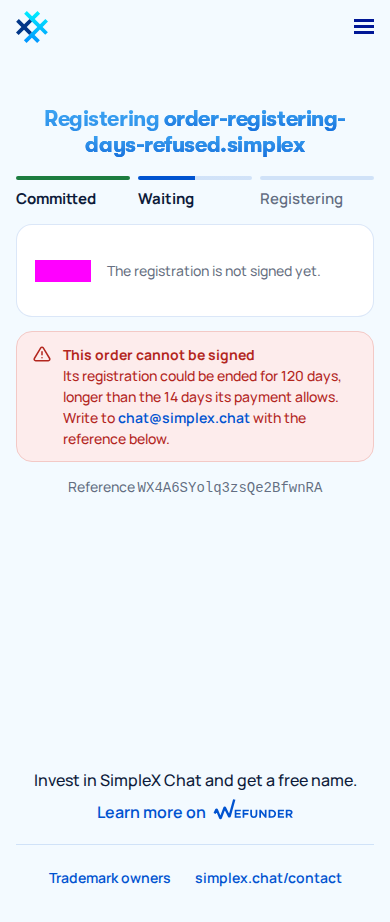 Registering order-registering-
days-refused.simplex
Committed
Waiting
Registering
The registration is not signed yet.
This order cannot be signed
Its registration could be ended for 120 days,
longer than the 14 days its payment allows.
Write to chat@simplex.chat with the
reference below.
Reference WX4A6SYolq3zsQe2BfwnRA
Invest in SimpleX Chat and get a free name.
Learn more on WEFUNDER
Trademark owners
simplex.chat/contact